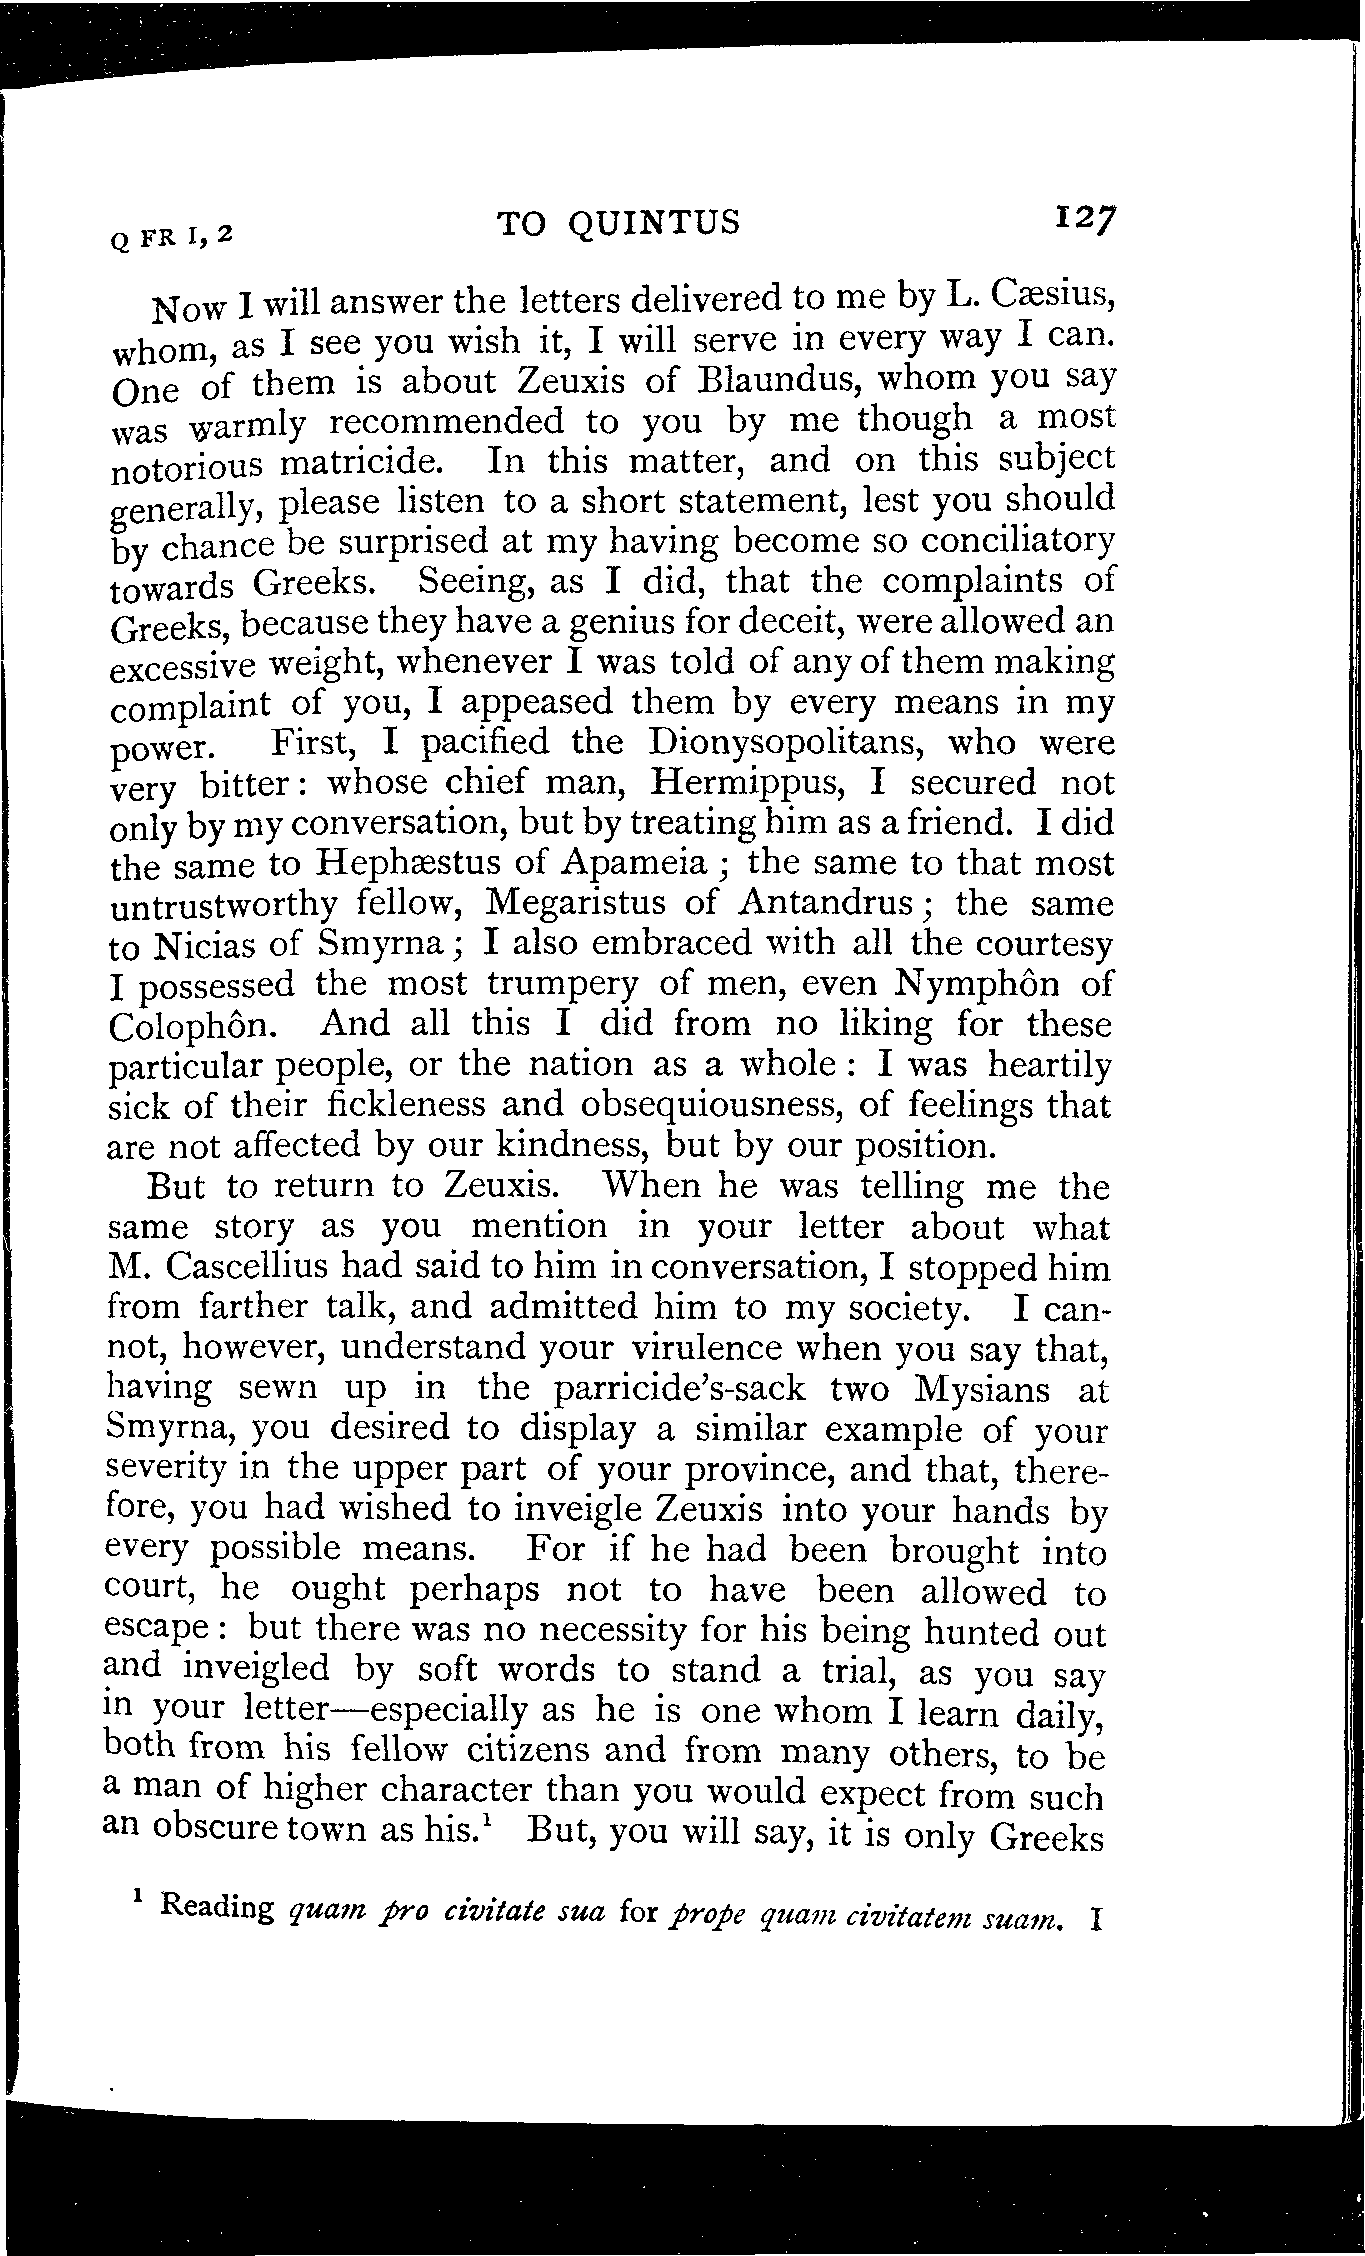 Q FR I, 2 TO QUINTUS 127
Now I will answer the letters delivered to me by L. Cæsius,
whom, as I see you wish it, I will serve in every way I can.
One of them is about Zeuxis of Blaundus, whom you say
was warmly recommended to you by me though a most
notorious matricide. In this matter, and on this subject
generally, please listen to a short statement, lest you should
by chance be surprised at my having become so conciliatory
towards Greeks. Seeing, as I did, that the complaints of
Greeks, because they have a genius for deceit, were allowed an
excessive weight, whenever I was told of any of them making
complaint of you, I appeased them by every means in my
power. First, I pacified the Dionysopolitans, who were
very bitter: whose chief man, Hermippus, I secured not
only by my conversation, but by treating him as a friend. I did
the same to Hephæstus of Apameia; the same to that most
untrustworthy fellow, Megaristus of Antandrus; the same
to Nicias of Smyrna; I also embraced with all the courtesy
I possessed the most trumpery of men, even Nymphôn of
Colophôn. And all this I did from no liking for these
particular people, or the nation as a whole: I was heartily
sick of their fickleness and obsequiousness, of feelings that
are not affected by our kindness, but by our position.
But to return to Zeuxis. When he was telling me the
same story as you mention in your letter about what
M. Cascellius had said to him in conversation, I stopped him
from farther talk, and admitted him to my society. I can-
not, however, understand your virulence when you say that,
having sewn up in the parricide's-sack two Mysians at
Smyrna, you desired to display a similar example of your
severity in the upper part of your province, and that, there-
fore, you had wished to inveigle Zeuxis into your hands by
every possible means. For if he had been brought into
court, he ought perhaps not to have been allowed to
escape: but there was no necessity for his being hunted out
and inveigled by soft words to stand a trial, as you say
in your letter—especially as he is one whom I learn daily,
both from his fellow citizens and from many others, to be
a man of higher character than you would expect from such
an obscure town as his.¹ But, you will say, it is only Greeks
¹ Reading quam pro civitate sua for prope quam civitatem suam. I